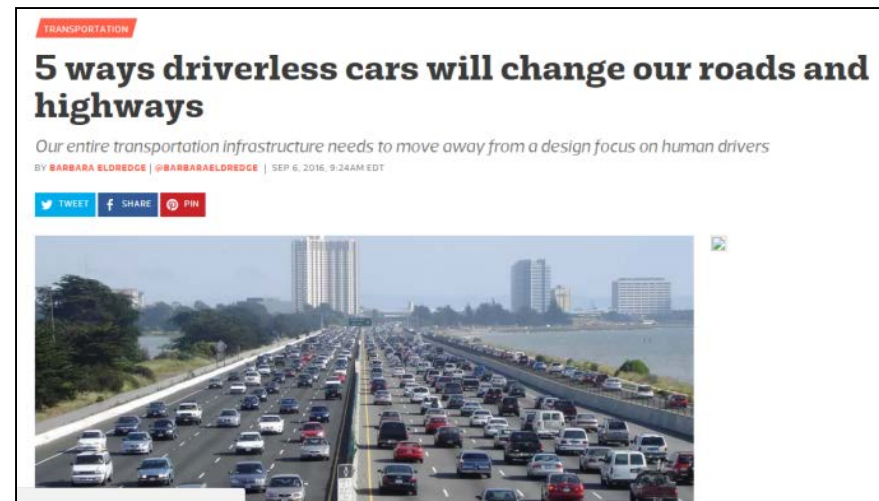 TRANSPORTATION
5 ways driverless cars will change our roads and
highways
Our entire transportation infrastructure needs to move away from a design focus on human drivers
BY BARBARA ELDREDGE | @BARBARAELDREDGE | SEP 6, 2016, 9:24AM EDT
TWEET SHARE PIN